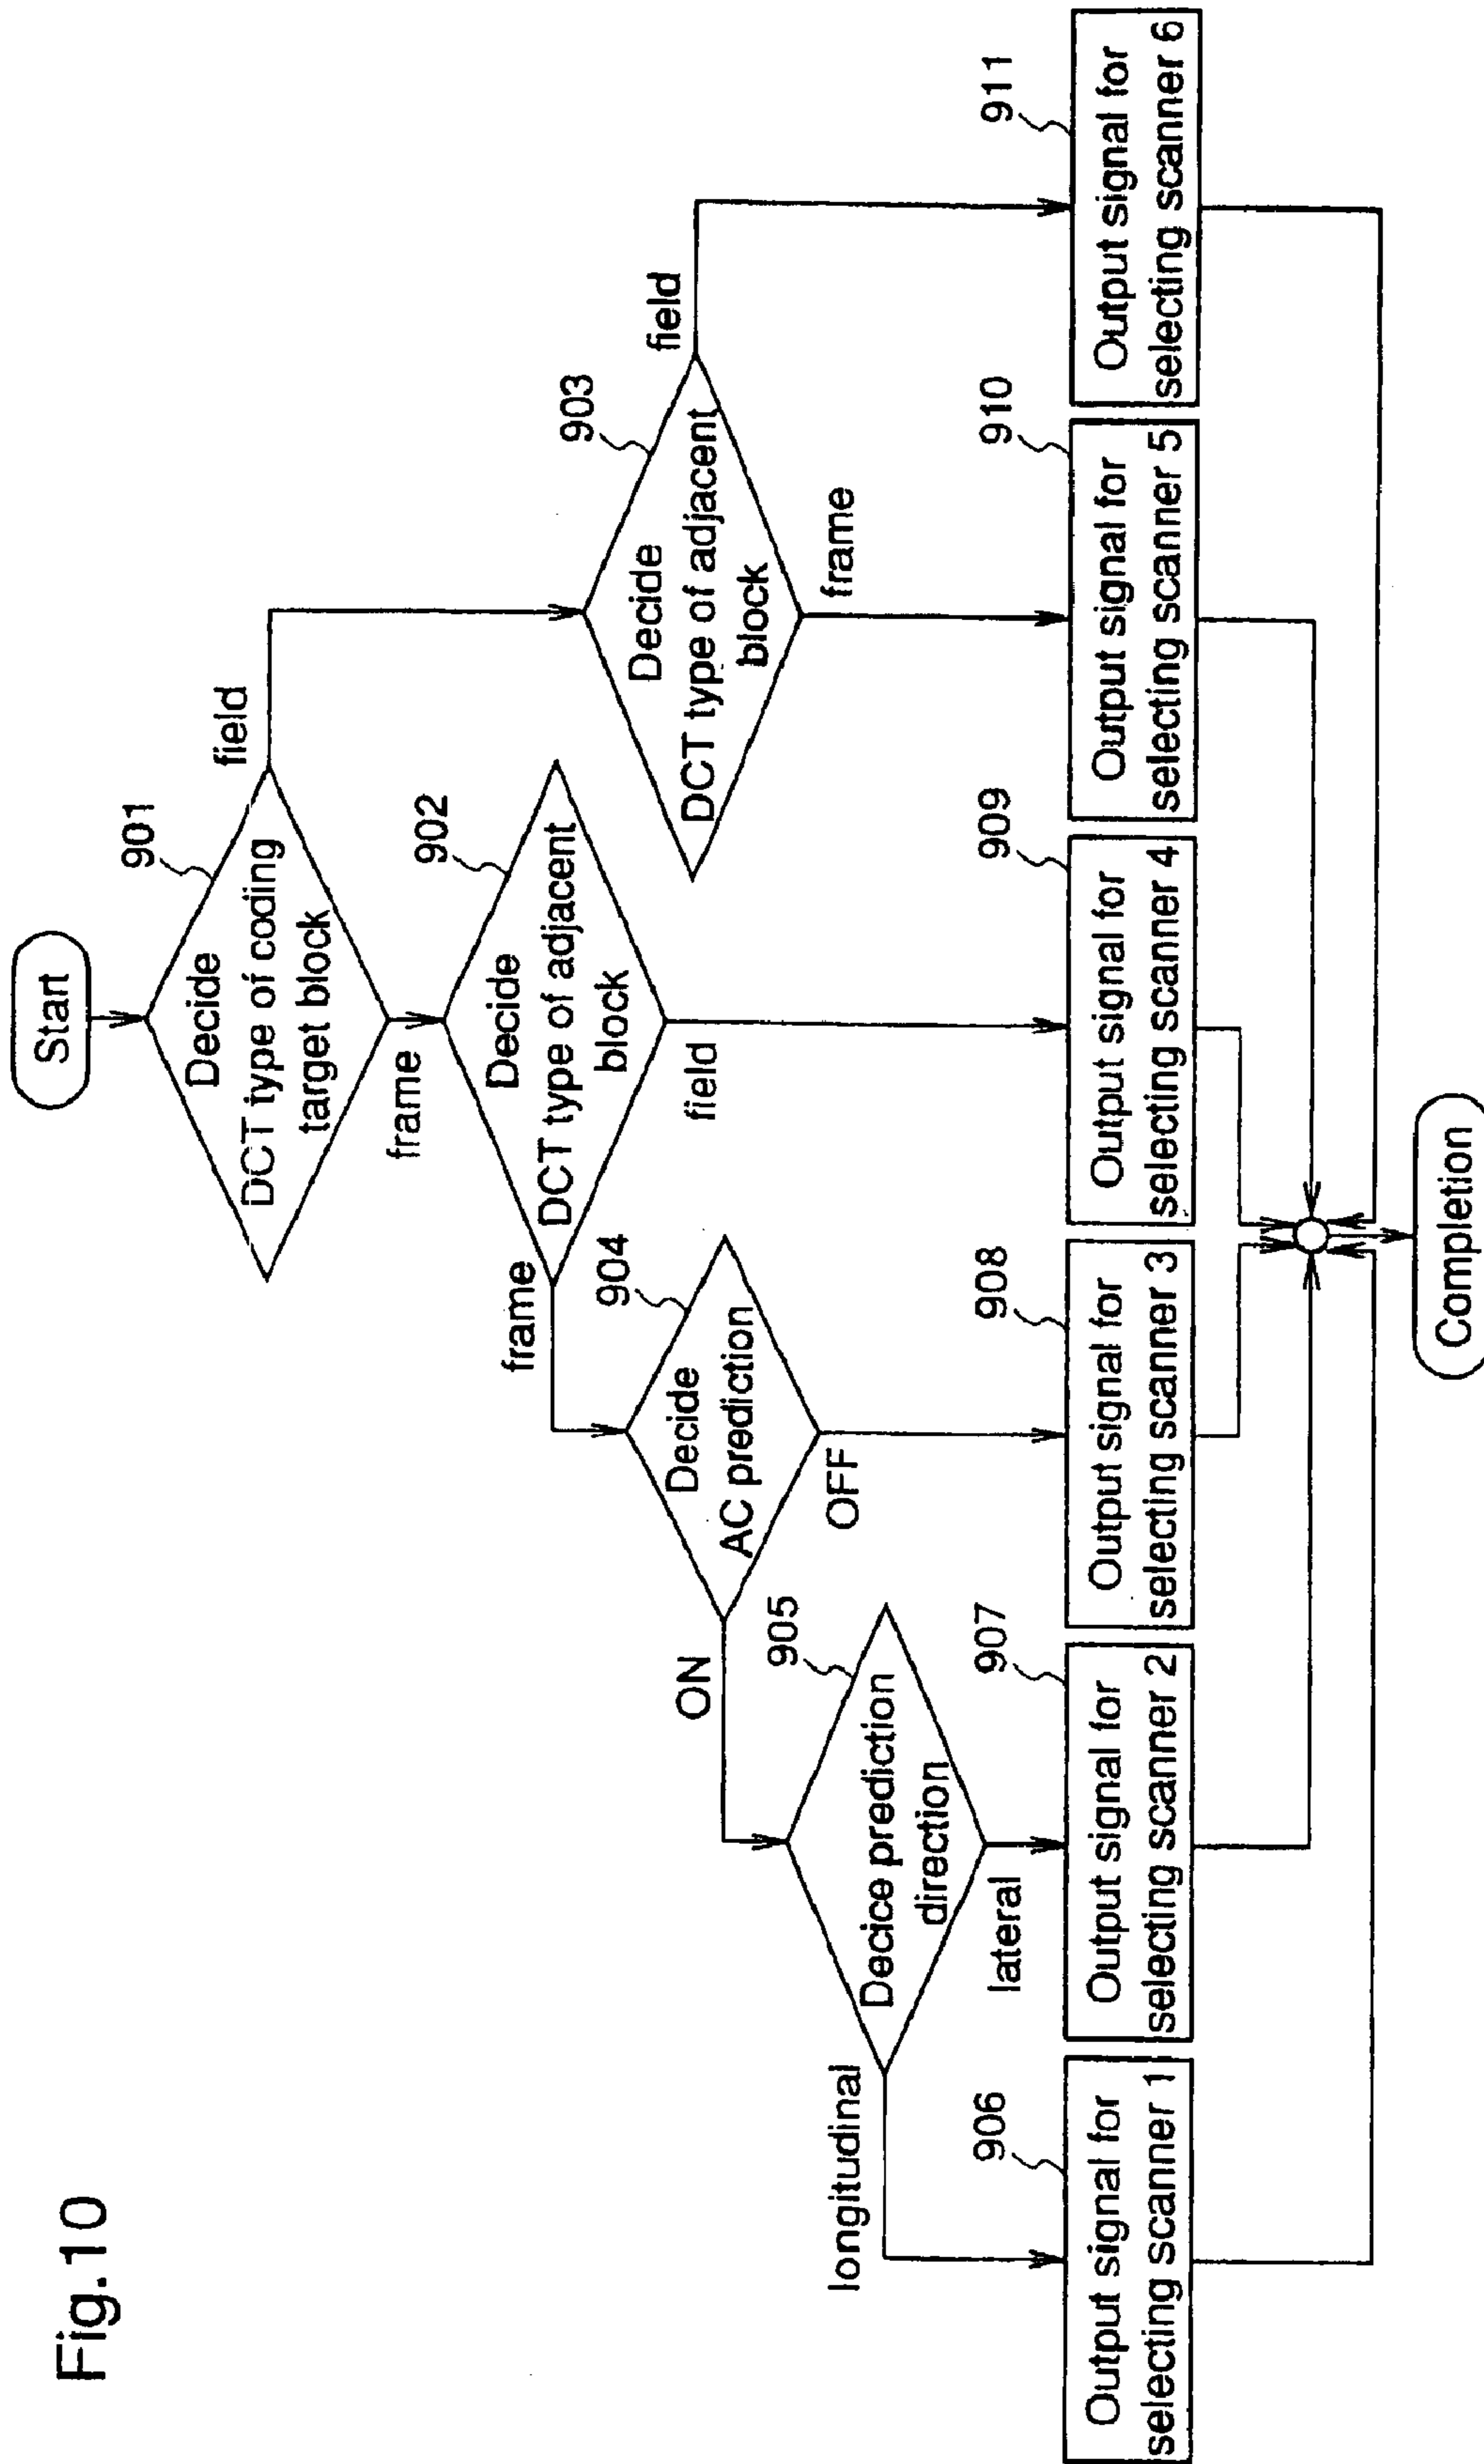 Fig.10
Start
901
Decide
DCT type of coding
target block
field
frame
902
Decide
DCT type of adjacent
block
903
Decide
DCT type of adjacent
block
field
frame
frame
field
904
Decide
AC prediction
ON
OFF
905
Decice prediction
direction
longitudinal
lateral
906
Output signal for
selecting scanner 1
907
Output signal for
selecting scanner 2
908
Output signal for
selecting scanner 3
909
Output signal for
selecting scanner 4
910
Output signal for
selecting scanner 5
911
Output signal for
selecting scanner 6
Completion